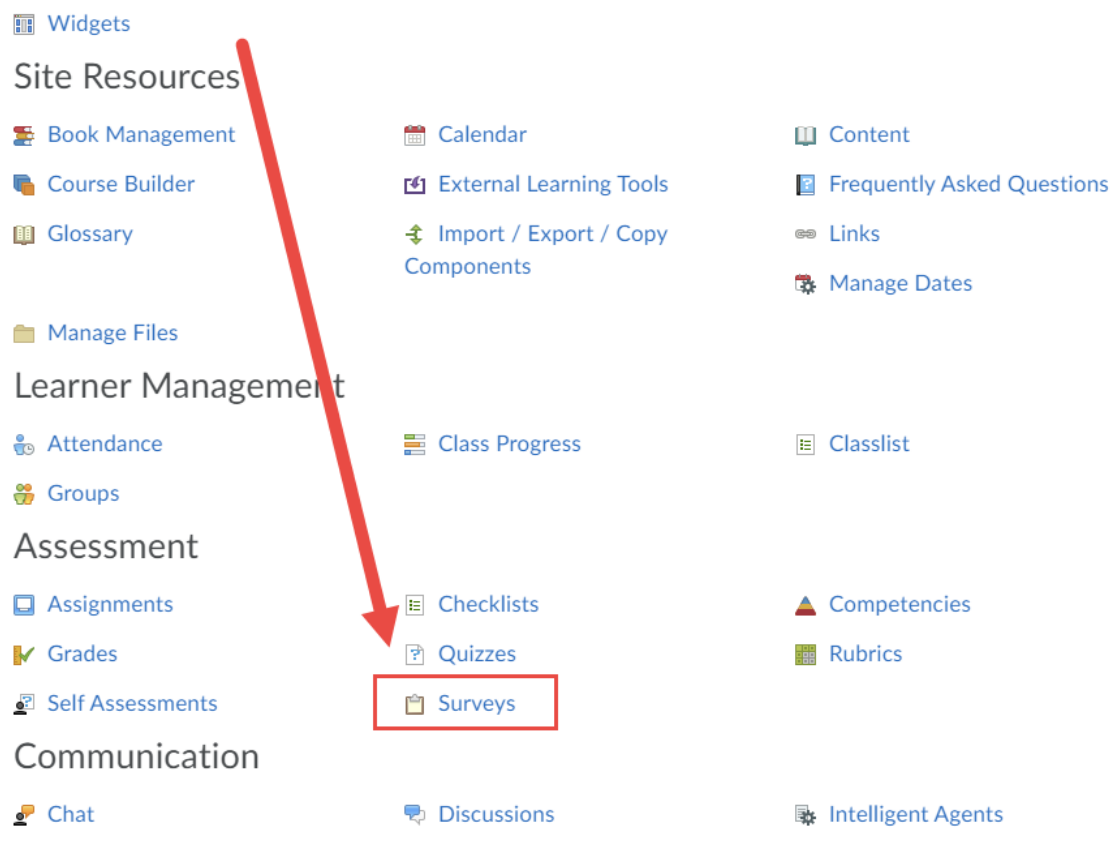 Widgets
Site Resources
Book Management
Calendar
Content
Course Builder
External Learning Tools
Frequently Asked Questions
Glossary
Import / Export / Copy
Components
Links
Manage Dates
Manage Files
Learner Management
Attendance
Class Progress
Classlist
Groups
Assessment
Assignments
Checklists
Competencies
Grades
Quizzes
Rubrics
Self Assessments
Surveys
Communication
Chat
Discussions
Intelligent Agents